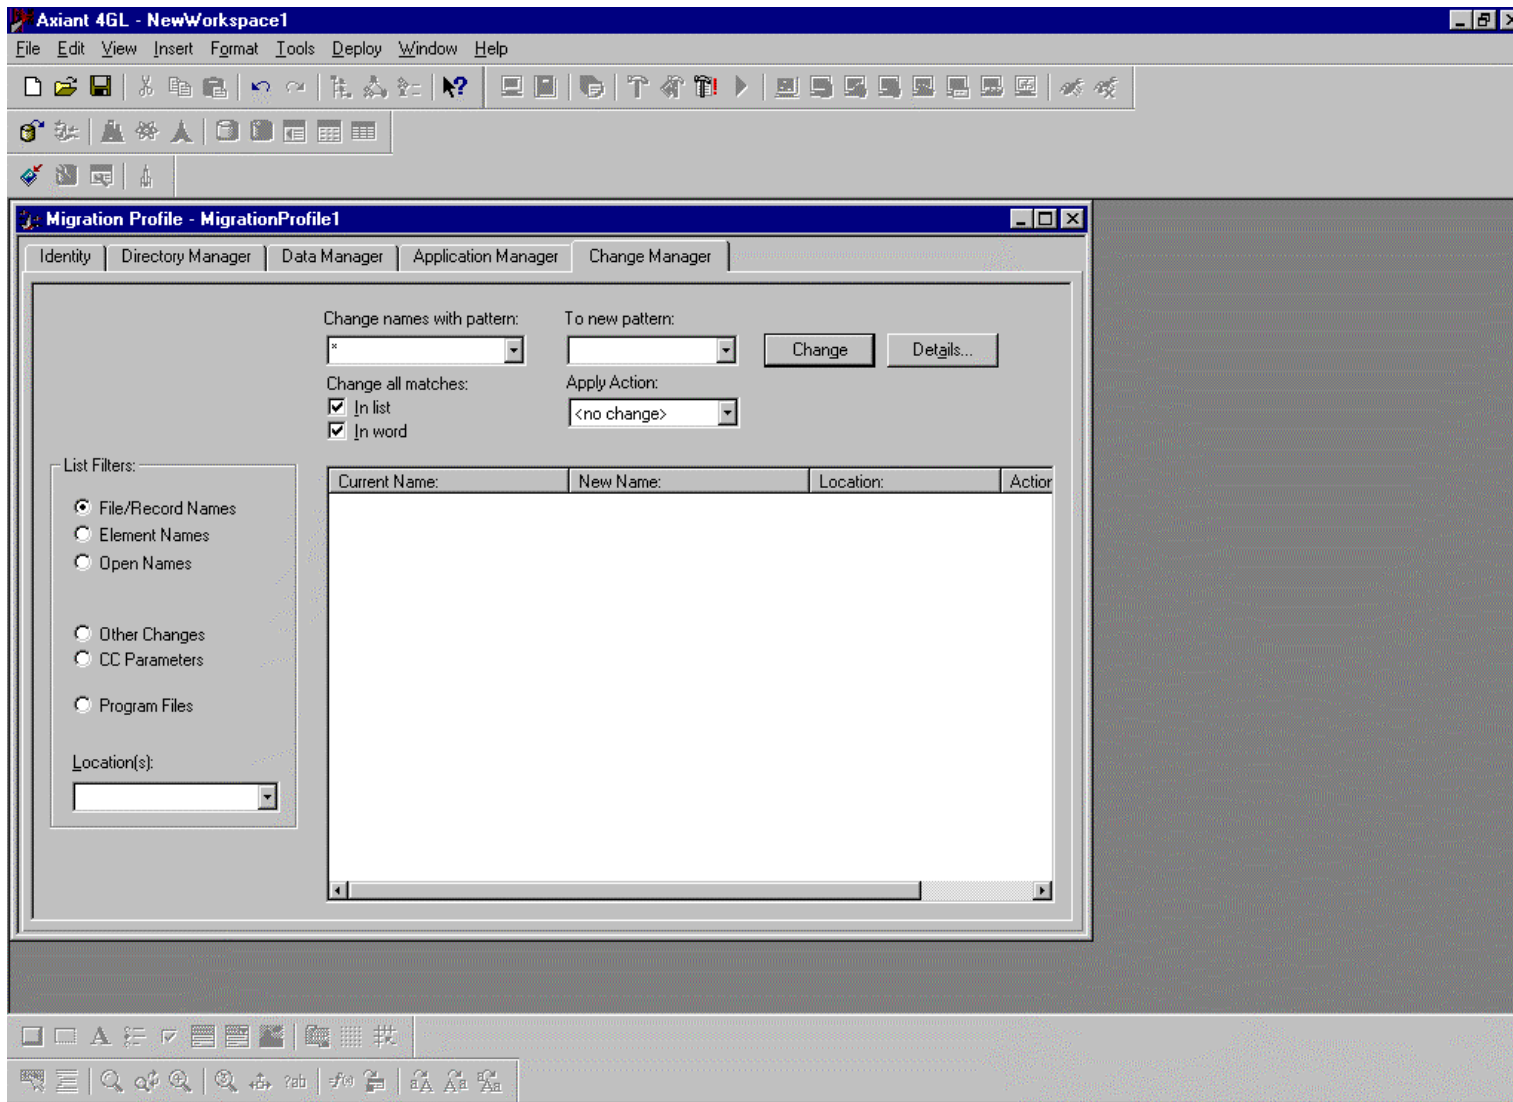 Axiant 4GL - NewWorkspace1
File Edit View Insert Format Tools Deploy Window Help
Migration Profile - MigrationProfile1
Identity Directory Manager Data Manager Application Manager Change Manager
Change names with pattern: To new pattern:
* Change Details...
Change all matches: Apply Action:
In list <no change>
In word
List Filters:
Current Name: New Name: Location: Action
File/Record Names
Element Names
Open Names
Other Changes
CC Parameters
Program Files
Location(s):
?ab